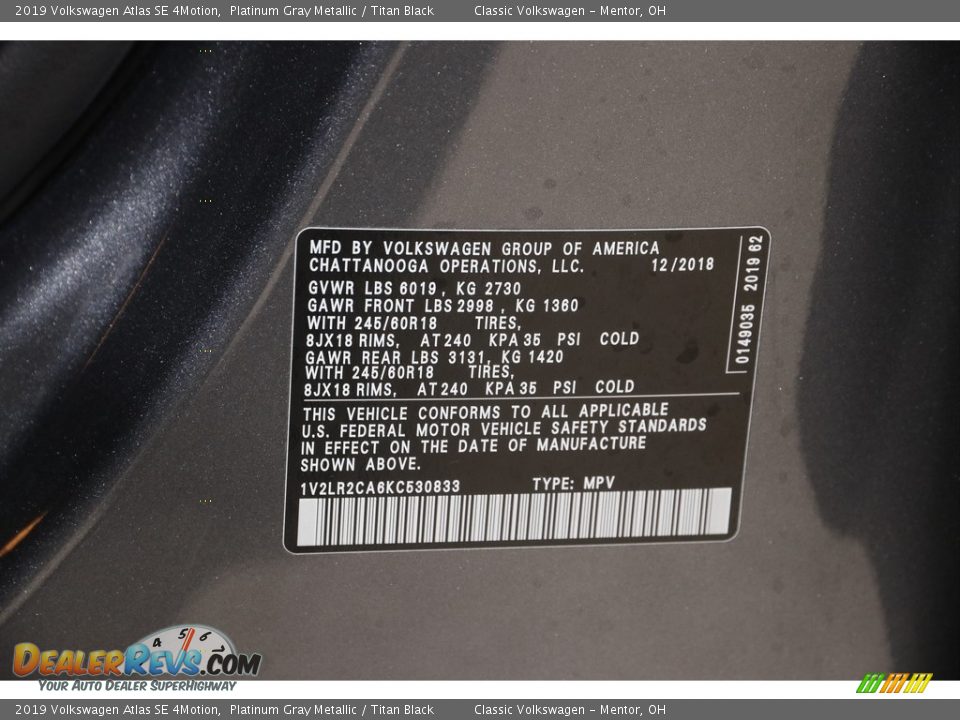 2019 Volkswagen Atlas SE 4Motion, Platinum Gray Metallic / Titan Black Classic Volkswagen - Mentor, OH
MFD BY VOLKSWAGEN GROUP OF AMERICA
CHATTANOOGA OPERATIONS, LLC. 12/2018
GVWR LBS 6019, KG 2730
GAWR FRONT LBS 2998, KG 1360
WITH 245/60R18 TIRES,
8JX18 RIMS, AT 240 KPA 35 PSI COLD
GAWR REAR LBS 3131, KG 1420
WITH 245/60R18 TIRES,
8JX18 RIMS, AT 240 KPA 35 PSI COLD
0149035 2019 62
THIS VEHICLE CONFORMS TO ALL APPLICABLE
U.S. FEDERAL MOTOR VEHICLE SAFETY STANDARDS
IN EFFECT ON THE DATE OF MANUFACTURE
SHOWN ABOVE.
1V2LR2CA6KC530833 TYPE: MPV
4 5 6
DEALERREVS.COM
YOUR AUTO DEALER SUPERHIGHWAY
2019 Volkswagen Atlas SE 4Motion, Platinum Gray Metallic / Titan Black Classic Volkswagen - Mentor, OH